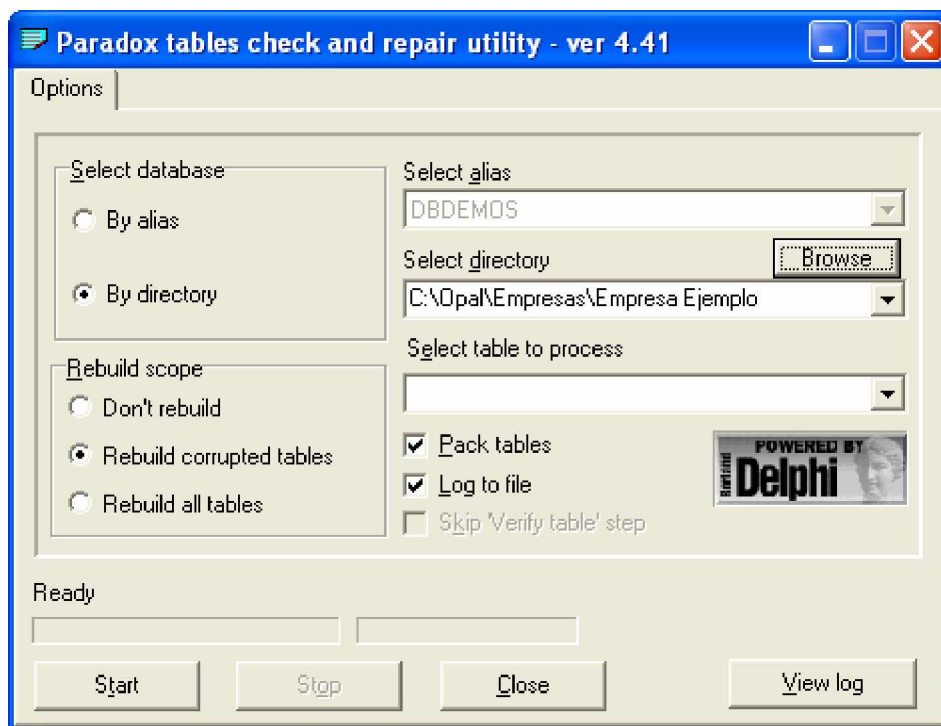 Paradox tables check and repair utility - ver 4.41
Options
Select database
By alias
By directory
Select alias
DBDEMOS
Select directory
Browse
C:\Opal\Empresas\Empresa Ejemplo
Select table to process
Rebuild scope
Don't rebuild
Rebuild corrupted tables
Rebuild all tables
Pack tables
Log to file
Skip 'Verify table' step
POWERED BY
Borland
Delphi
Ready
Start
Stop
Close
View log